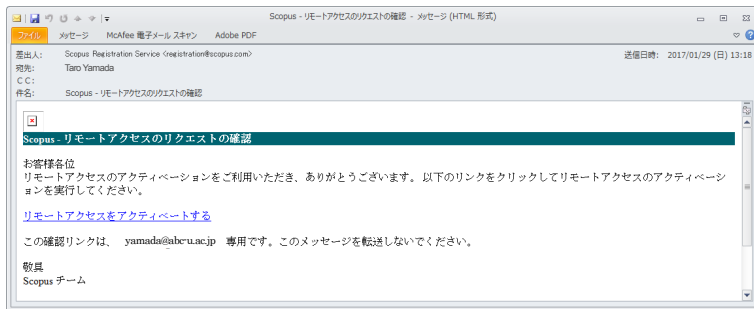 Scopus - リモートアクセスのリクエストの確認 - メッセージ (HTML 形式)
ファイル メッセージ McAfee 電子メール スキャン Adobe PDF
差出人: Scopus Registration Service <registration@scopus.com> 送信日時: 2017/01/29 (日) 13:18
宛先: Taro Yamada
CC:
件名: Scopus - リモートアクセスのリクエストの確認
Scopus - リモートアクセスのリクエストの確認
お客様各位
リモートアクセスのアクティベーションをご利用いただき、ありがとうございます。 以下のリンクをクリックしてリモートアクセスのアクティベーシ
ョンを実行してください。
リモートアクセスをアクティベートする
この確認リンクは、 yamada@abc-u.ac.jp 専用です。このメッセージを転送しないでください。
敬具
Scopus チーム